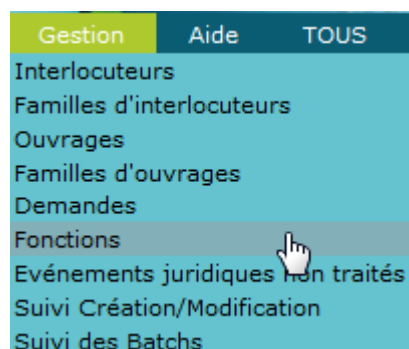 Gestion Aide TOUS
Interlocuteurs
Familles d'interlocuteurs
Ouvrages
Familles d'ouvrages
Demandes
Fonctions
Evénements juridiques non traités
Suivi Création/Modification
Suivi des Batchs